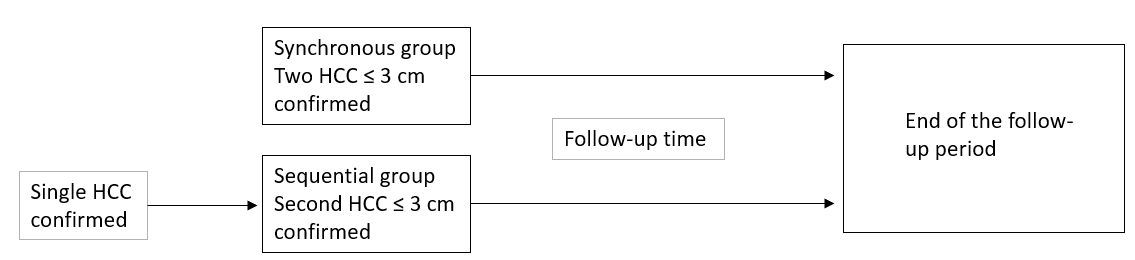 Synchronous group
Two HCC ≤ 3 cm
confirmed
Follow-up time
End of the follow-
up period
Single HCC
confirmed
Sequential group
Second HCC ≤ 3 cm
confirmed